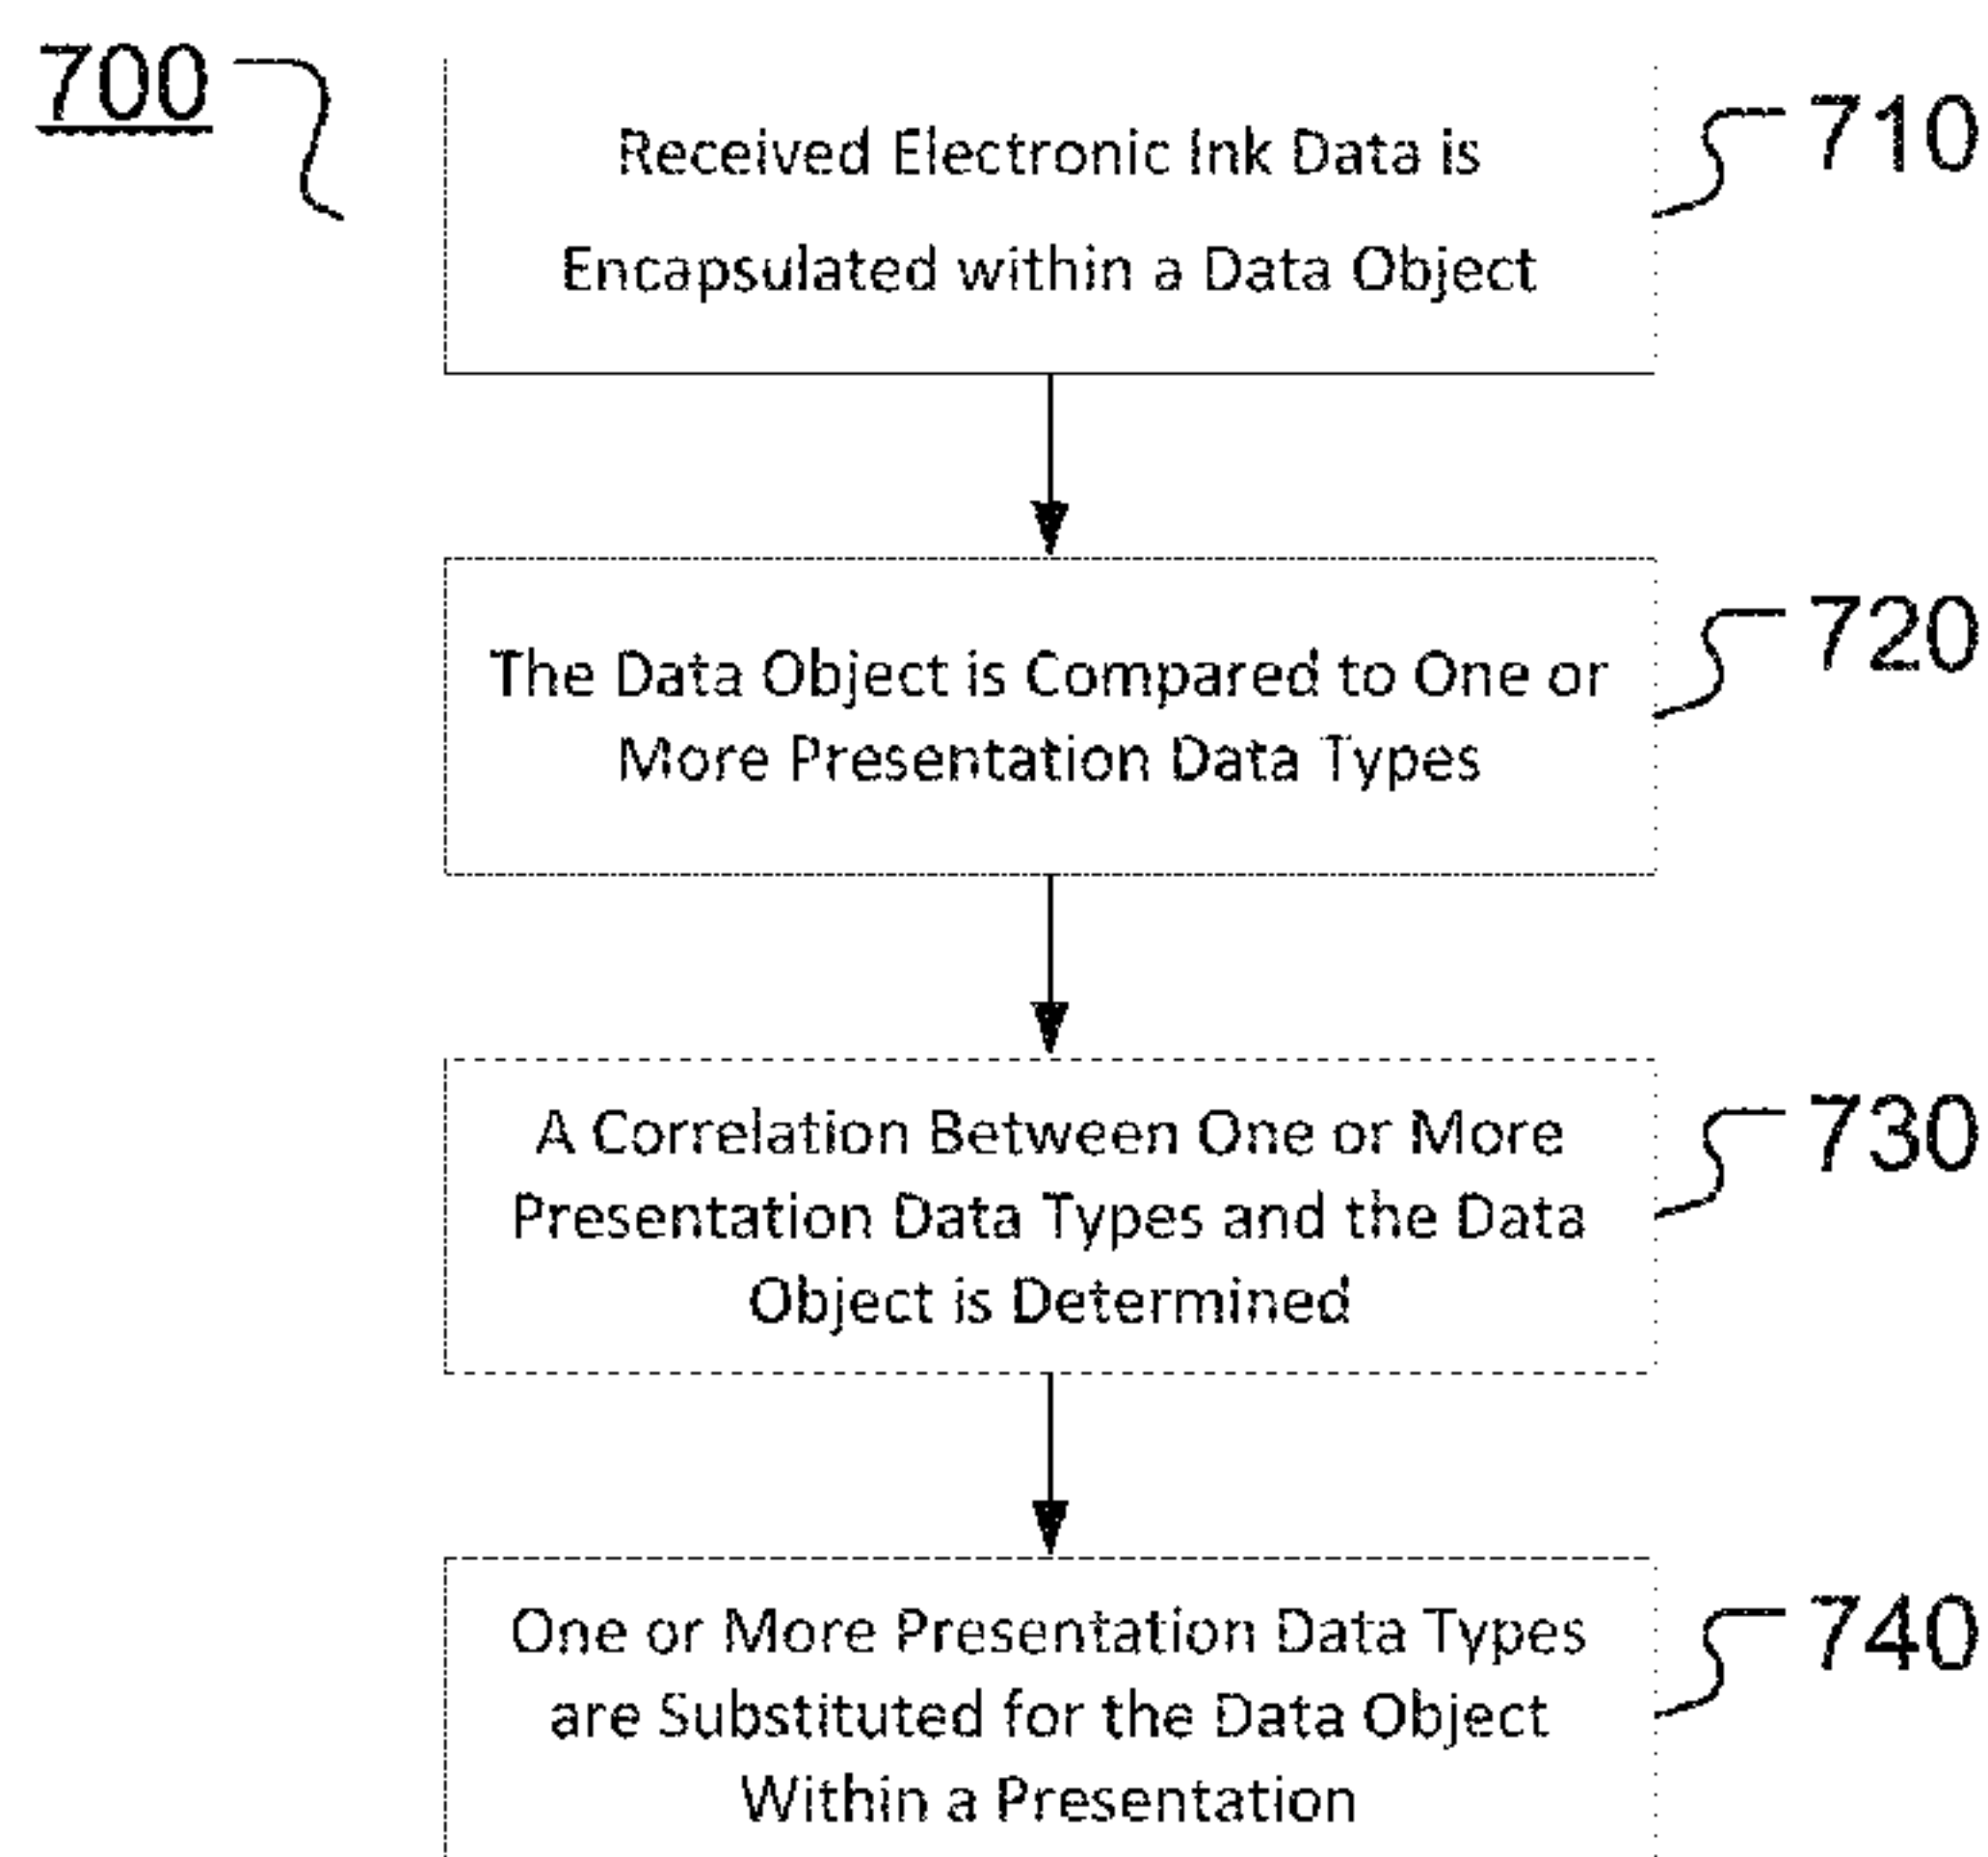 700
710
Received Electronic Ink Data is
Encapsulated within a Data Object
720
The Data Object is Compared to One or
More Presentation Data Types
730
A Correlation Between One or More
Presentation Data Types and the Data
Object is Determined
740
One or More Presentation Data Types
are Substituted for the Data Object
Within a Presentation